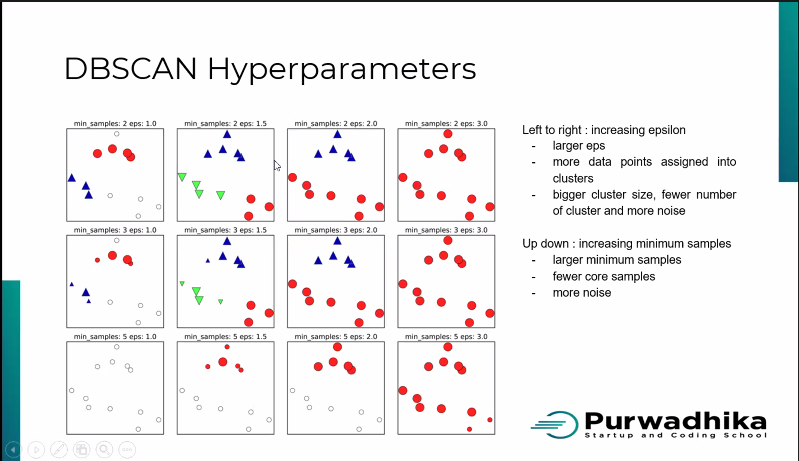 DBSCAN Hyperparameters
min_samples: 2 eps: 1.0
min_samples: 2 eps: 1.5
min_samples: 2 eps: 2.0
min_samples: 2 eps: 3.0
min_samples: 3 eps: 1.0
min_samples: 3 eps: 1.5
min_samples: 3 eps: 2.0
min_samples: 3 eps: 3.0
min_samples: 5 eps: 1.0
min_samples: 5 eps: 1.5
min_samples: 5 eps: 2.0
min_samples: 5 eps: 3.0
Left to right : increasing epsilon
- larger eps
- more data points assigned into
clusters
- bigger cluster size, fewer number
of cluster and more noise
Up down : increasing minimum samples
- larger minimum samples
- fewer core samples
- more noise
Purwadhika
Startup and Coding School